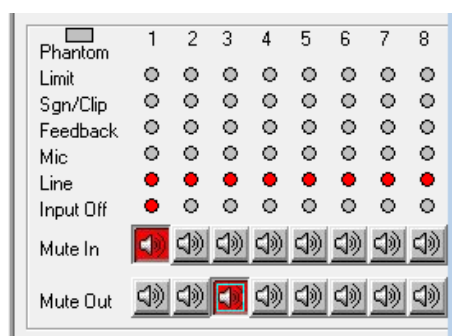 Phantom 1 2 3 4 5 6 7 8
Limit
Sgn/Clip
Feedback
Mic
Line
Input Off
Mute In
Mute Out